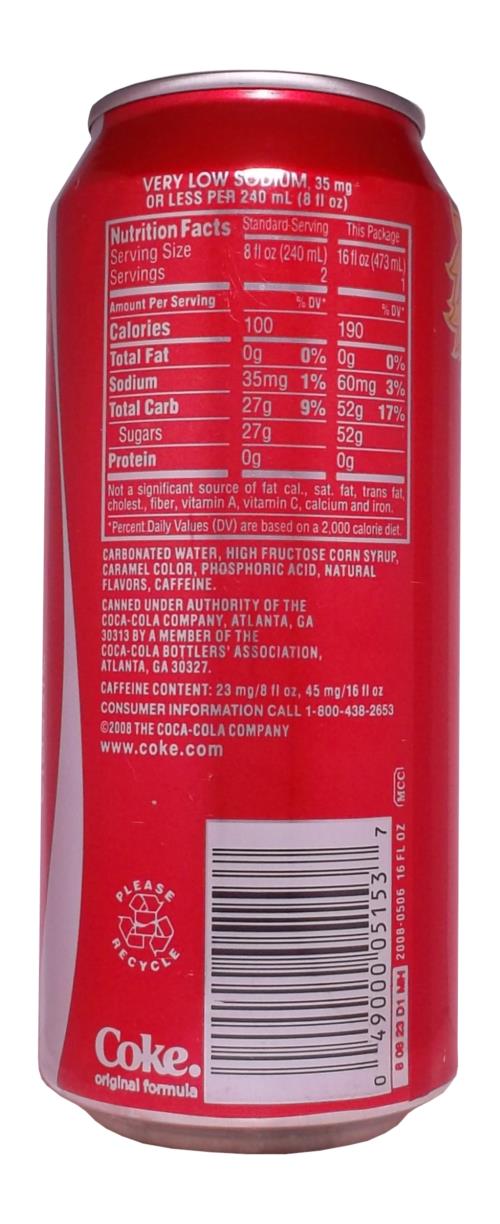 VERY LOW SODIUM, 35 mg
OR LESS PER 240 mL (8 fl oz)
Nutrition Facts Standard Serving This Package
Serving Size 8 fl oz (240 mL) 16 fl oz (473 mL)
Servings 2 1
Amount Per Serving % DV* % DV*
Calories 100 190
Total Fat 0g 0% 0g 0%
Sodium 35mg 1% 60mg 3%
Total Carb 27g 9% 52g 17%
Sugars 27g 52g
Protein 0g 0g
Not a significant source of fat cal., sat. fat, trans fat,
cholest., fiber, vitamin A, vitamin C, calcium and iron.
*Percent Daily Values (DV) are based on a 2,000 calorie diet.
CARBONATED WATER, HIGH FRUCTOSE CORN SYRUP,
CARAMEL COLOR, PHOSPHORIC ACID, NATURAL
FLAVORS, CAFFEINE.
CANNED UNDER AUTHORITY OF THE
COCA-COLA COMPANY, ATLANTA, GA
30313 BY A MEMBER OF THE
COCA-COLA BOTTLERS' ASSOCIATION,
ATLANTA, GA 30327.
CAFFEINE CONTENT: 23 mg/8 fl oz, 45 mg/16 fl oz
CONSUMER INFORMATION CALL 1-800-438-2653
©2008 THE COCA-COLA COMPANY
www.coke.com
PLEASE
RECYCLE
Coke.
original formula
0 49000 05153 7
8 08 23 D1 MH 2008-0506 16 FL OZ MCC